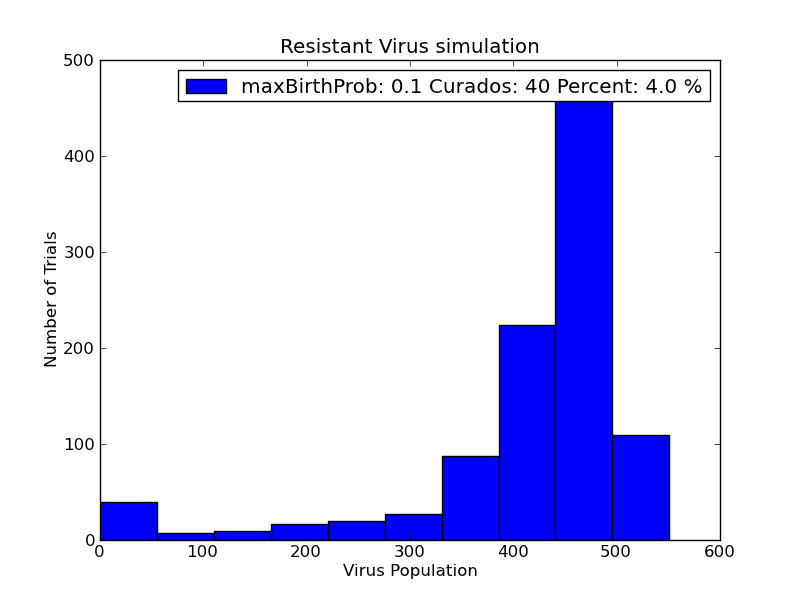 Resistant Virus simulation
maxBirthProb: 0.1 Curados: 40 Percent: 4.0 %
500
400
300
200
100
0
Number of Trials
0 100 200 300 400 500 600
Virus Population